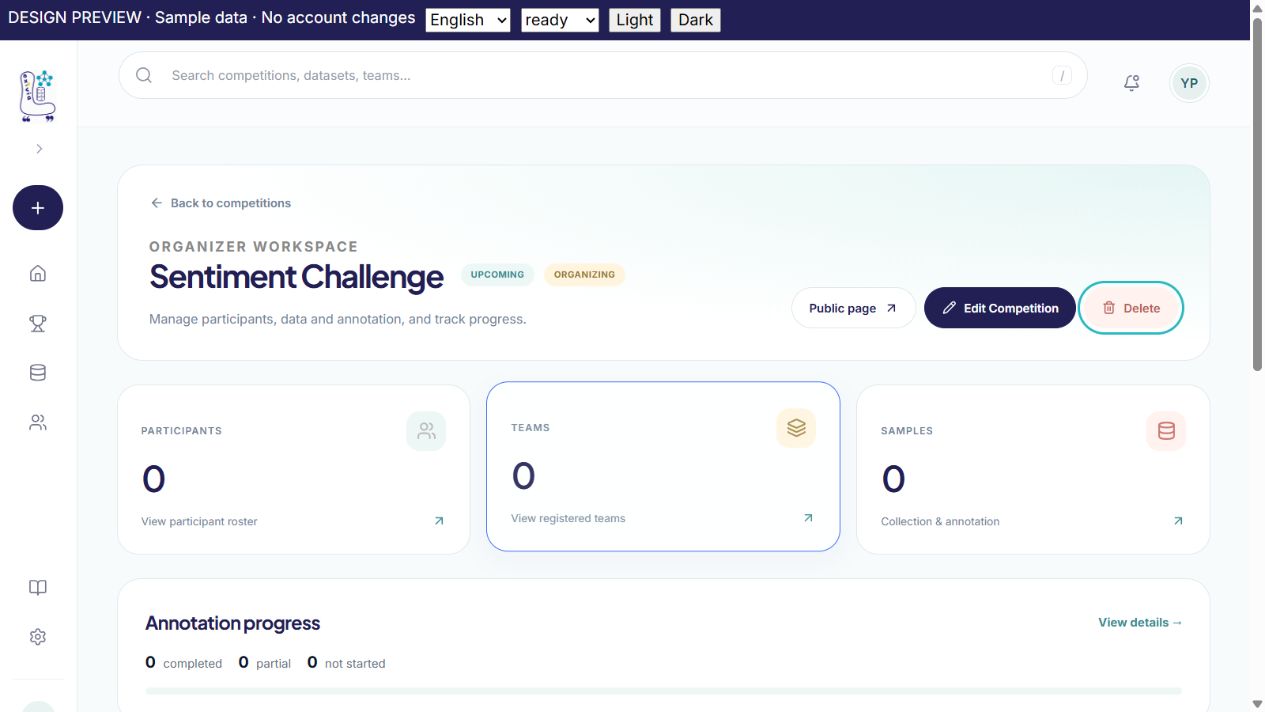 DESIGN PREVIEW · Sample data · No account changes English ready Light Dark
Search competitions, datasets, teams... /
YP
Back to competitions
ORGANIZER WORKSPACE
Sentiment Challenge UPCOMING ORGANIZING
Manage participants, data and annotation, and track progress.
Public page Edit Competition Delete
PARTICIPANTS
0
View participant roster
TEAMS
0
View registered teams
SAMPLES
0
Collection & annotation
Annotation progress
View details →
0 completed 0 partial 0 not started